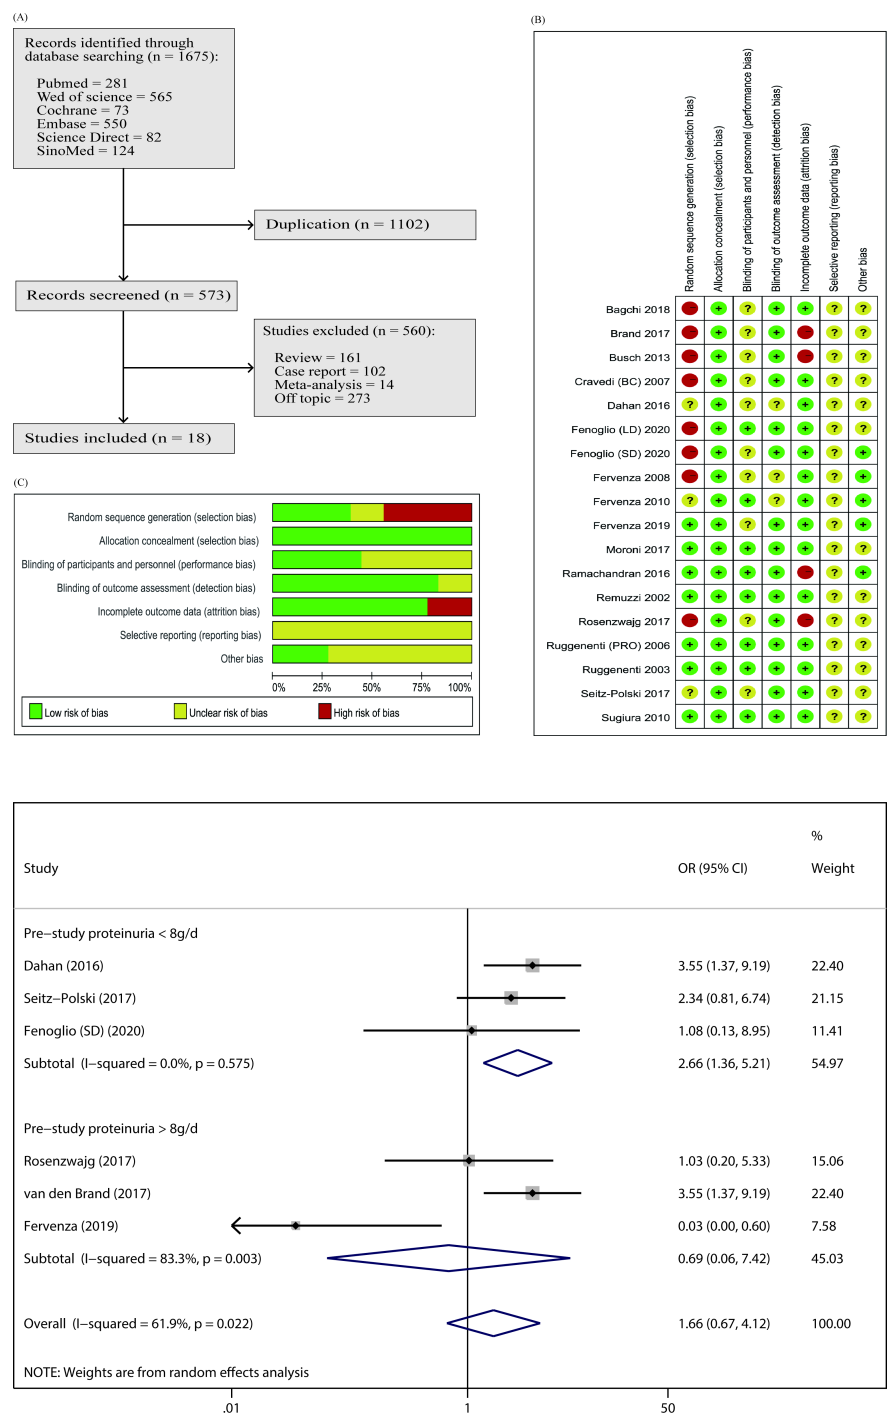 (A)
Records identified through
database searching (n = 1675):
Pubmed = 281
Wed of science = 565
Cochrane = 73
Embase = 550
Science Direct = 82
SinoMed = 124
Duplication (n = 1102)
Records secreened (n = 573)
Studies excluded (n = 560):
Review = 161
Case report = 102
Meta-analysis = 14
Off topic = 273
Studies included (n = 18)
(B)
Random sequence generation (selection bias)
Allocation concealment (selection bias)
Blinding of participants and personnel (performance bias)
Blinding of outcome assessment (detection bias)
Incomplete outcome data (attrition bias)
Selective reporting (reporting bias)
Other bias
Bagchi 2018 + ? + + ? ?
Brand 2017 + ? + ? ?
Busch 2013 + ? + ? ?
Cravedi (BC) 2007 + ? + + ? ?
Dahan 2016 ? + ? ? + ? ?
Fenoglio (LD) 2020 + + + + ? ?
Fenoglio (SD) 2020 + ? + + ? +
Fervenza 2008 + ? ? + ? +
Fervenza 2010 ? + + ? + ? +
Fervenza 2019 + + ? + + ? +
Moroni 2017 + + + + + ? ?
Ramachandran 2016 + + + + ? +
Remuzzi 2002 + + + + + ? ?
Rosenzwajg 2017 + ? + ? ?
Ruggenenti (PRO) 2006 + + + + + ? ?
Ruggenenti 2003 + + + + + ? ?
Seitz-Polski 2017 ? + ? + + ? ?
Sugiura 2010 + + + + + ? ?
(C)
Random sequence generation (selection bias)
Allocation concealment (selection bias)
Blinding of participants and personnel (performance bias)
Blinding of outcome assessment (detection bias)
Incomplete outcome data (attrition bias)
Selective reporting (reporting bias)
Other bias
0% 25% 50% 75% 100%
Low risk of bias Unclear risk of bias High risk of bias
%
Study OR (95% CI) Weight
Pre−study proteinuria < 8g/d
Dahan (2016) 3.55 (1.37, 9.19) 22.40
Seitz−Polski (2017) 2.34 (0.81, 6.74) 21.15
Fenoglio (SD) (2020) 1.08 (0.13, 8.95) 11.41
Subtotal (I−squared = 0.0%, p = 0.575) 2.66 (1.36, 5.21) 54.97
Pre−study proteinuria > 8g/d
Rosenzwajg (2017) 1.03 (0.20, 5.33) 15.06
van den Brand (2017) 3.55 (1.37, 9.19) 22.40
Fervenza (2019) 0.03 (0.00, 0.60) 7.58
Subtotal (I−squared = 83.3%, p = 0.003) 0.69 (0.06, 7.42) 45.03
Overall (I−squared = 61.9%, p = 0.022) 1.66 (0.67, 4.12) 100.00
NOTE: Weights are from random effects analysis
.01 1 50